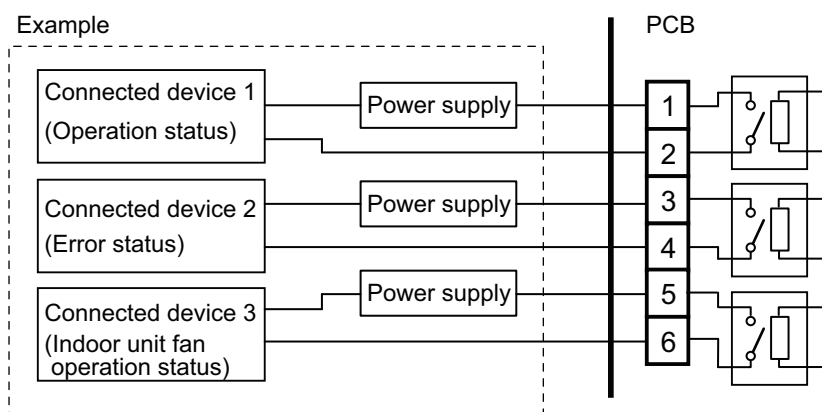 Example
PCB
Connected device 1
(Operation status)
Power supply
1
2
Connected device 2
(Error status)
Power supply
3
4
Connected device 3
(Indoor unit fan
operation status)
Power supply
5
6